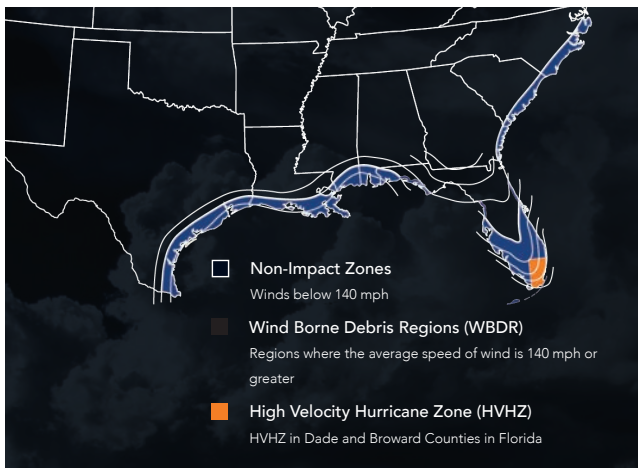 Non-Impact Zones
Winds below 140 mph
Wind Borne Debris Regions (WBDR)
Regions where the average speed of wind is 140 mph or
greater
High Velocity Hurricane Zone (HVHZ)
HVHZ in Dade and Broward Counties in Florida